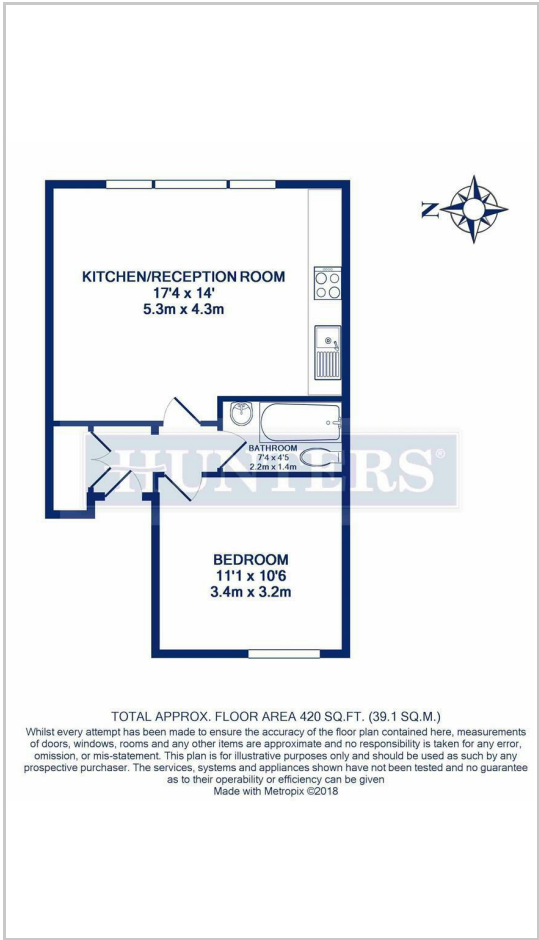 N
KITCHEN/RECEPTION ROOM
17'4 x 14'
5.3m x 4.3m
BATHROOM
7'4 x 4'5
2.2m x 1.4m
HUNTERS®
BEDROOM
11'1 x 10'6
3.4m x 3.2m
TOTAL APPROX. FLOOR AREA 420 SQ.FT. (39.1 SQ.M.)
Whilst every attempt has been made to ensure the accuracy of the floor plan contained here, measurements
of doors, windows, rooms and any other items are approximate and no responsibility is taken for any error,
omission, or mis-statement. This plan is for illustrative purposes only and should be used as such by any
prospective purchaser. The services, systems and appliances shown have not been tested and no guarantee
as to their operability or efficiency can be given
Made with Metropix ©2018